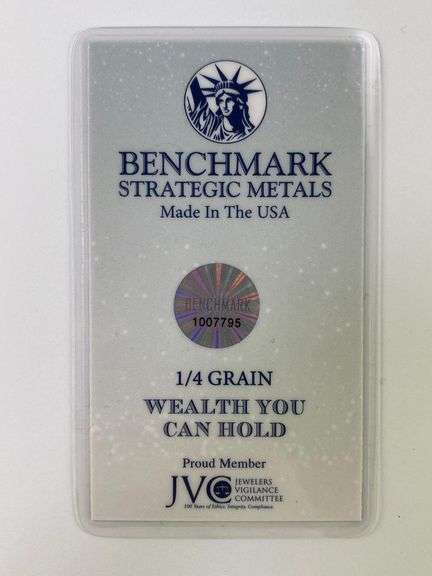 BENCHMARK
STRATEGIC METALS
Made In The USA
BENCHMARK
1007795
1/4 GRAIN
WEALTH YOU
CAN HOLD
Proud Member
JVC
JEWELERS
VIGILANCE
COMMITTEE
100 Years of Ethics. Integrity. Compliance.